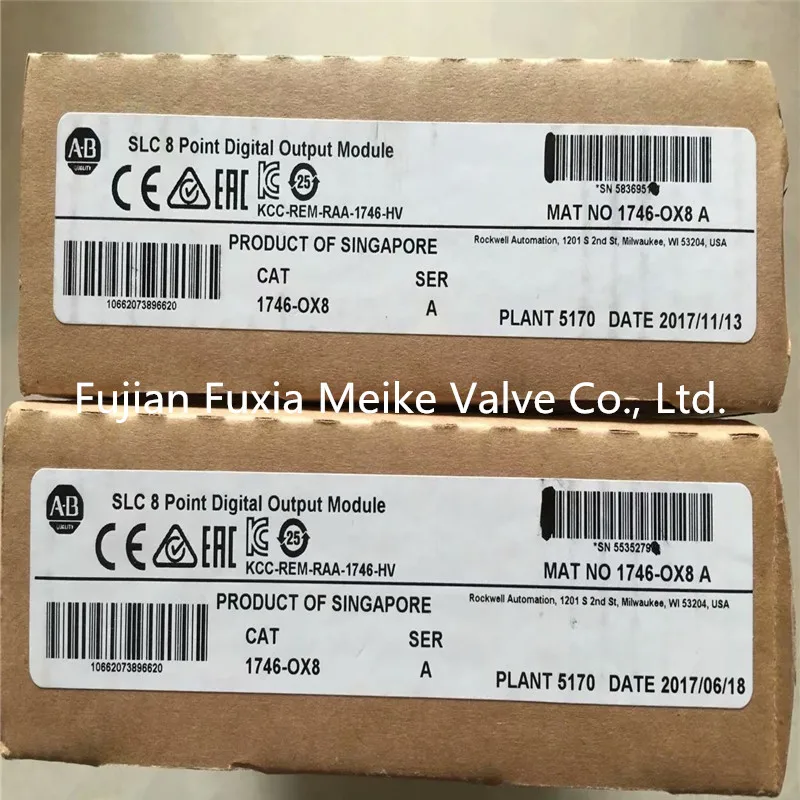 A-B
QUALITY
SLC 8 Point Digital Output Module
CE EAC 25
KCC-REM-RAA-1746-HV
MAT NO 1746-OX8 A
PRODUCT OF SINGAPORE
Rockwell Automation, 1201 S 2nd St, Milwaukee, WI 53204, USA
CAT SER
10662073896620
1746-OX8 A
PLANT 5170 DATE 2017/11/13
Fujian Fuxia Meike Valve Co., Ltd.
A-B
QUALITY
SLC 8 Point Digital Output Module
CE EAC 25
KCC-REM-RAA-1746-HV
MAT NO 1746-OX8 A
PRODUCT OF SINGAPORE
Rockwell Automation, 1201 S 2nd St, Milwaukee, WI 53204, USA
CAT SER
10662073896620
1746-OX8 A
PLANT 5170 DATE 2017/06/18